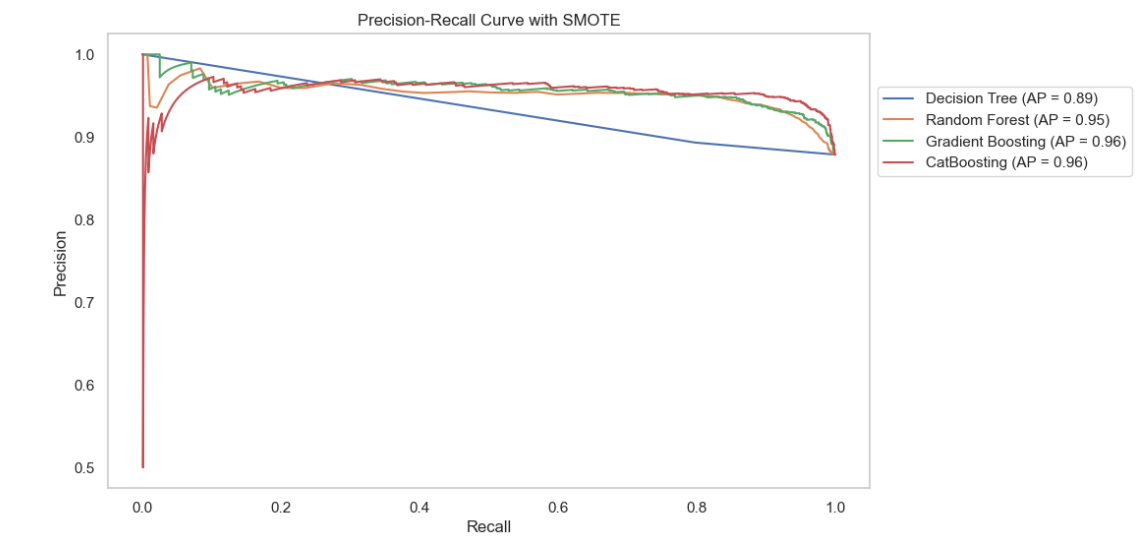 Precision-Recall Curve with SMOTE
1.0
0.9
0.8
0.7
0.6
0.5
Precision
0.0 0.2 0.4 0.6 0.8 1.0
Recall
Decision Tree (AP = 0.89)
Random Forest (AP = 0.95)
Gradient Boosting (AP = 0.96)
CatBoosting (AP = 0.96)